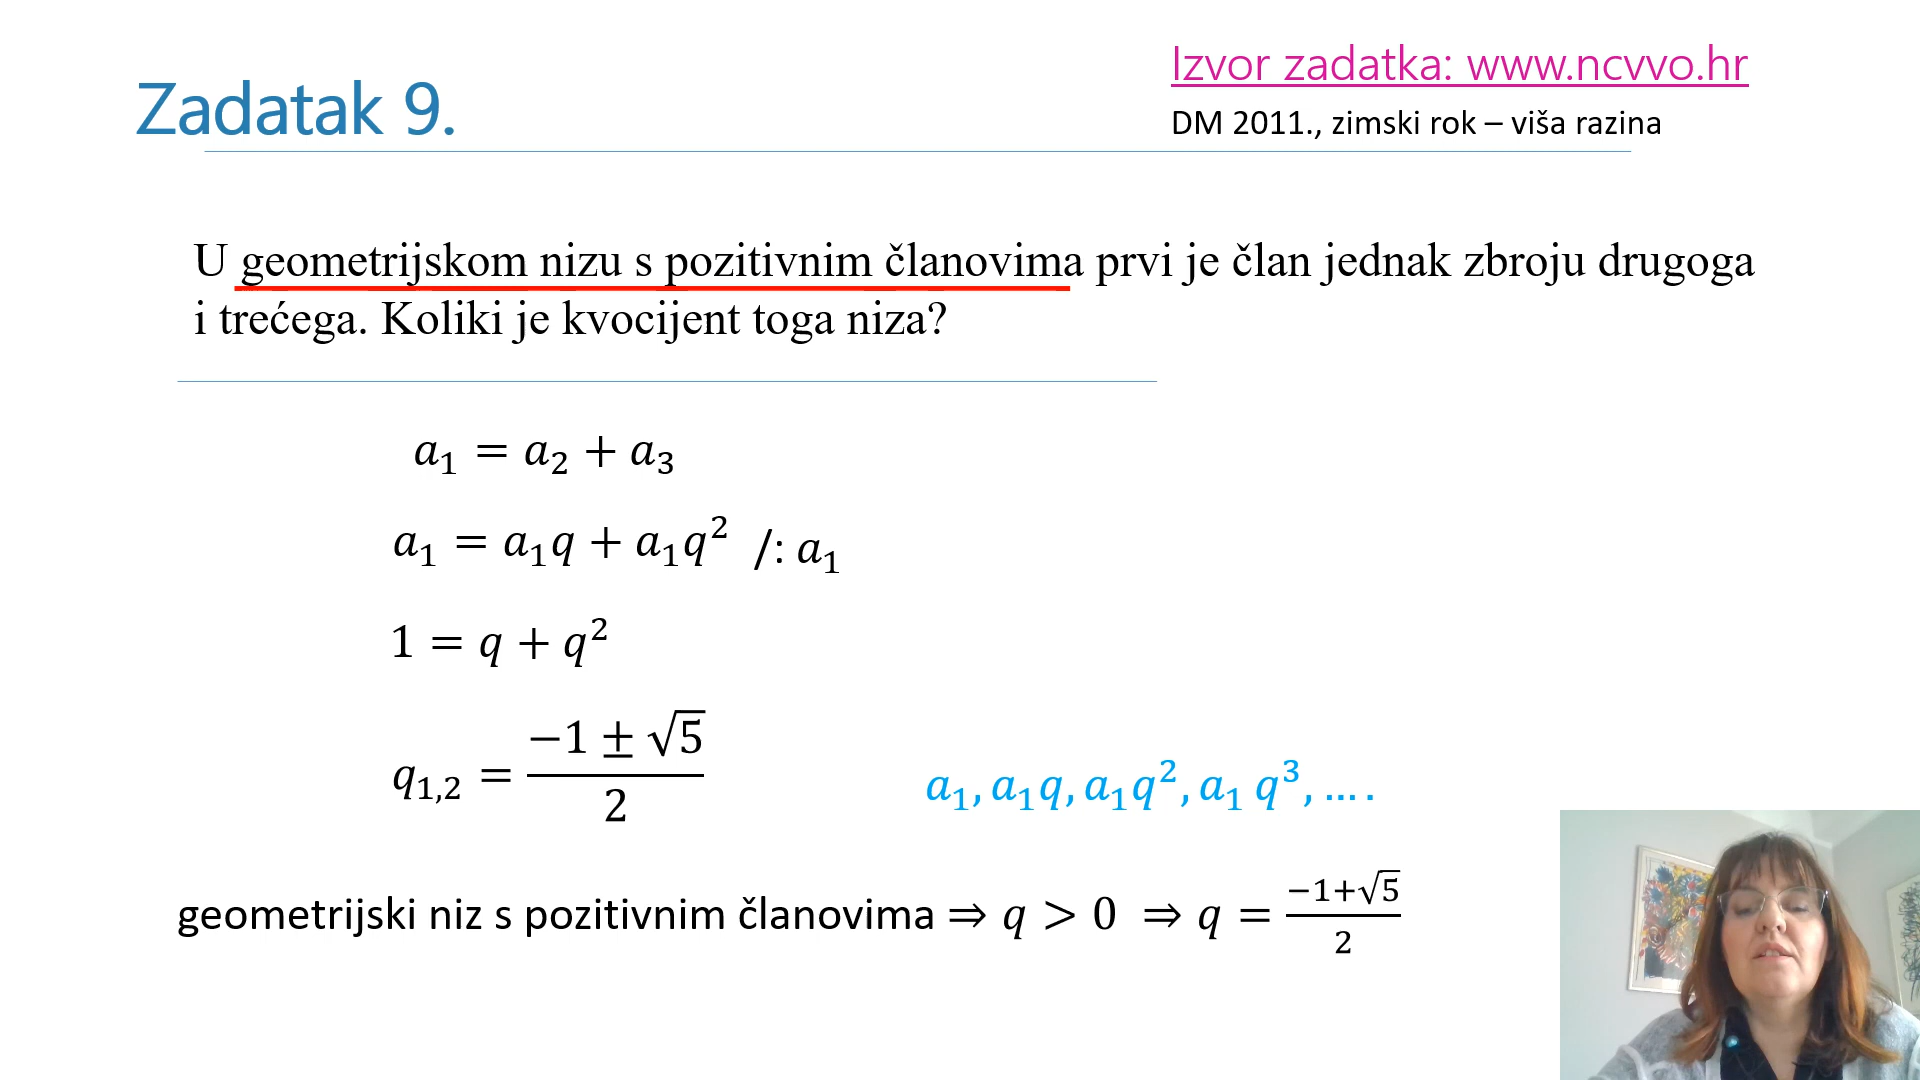 Zadatak 9.
Izvor zadatka: www.ncvvo.hr
DM 2011., zimski rok – viša razina
U geometrijskom nizu s pozitivnim članovima prvi je član jednak zbroju drugoga
i trećega. Koliki je kvocijent toga niza?
a₁ = a₂ + a₃
a₁ = a₁q + a₁q² /: a₁
1 = q + q²
q₁,₂ = (−1 ± √5)/2
a₁, a₁q, a₁q², a₁ q³, … .
geometrijski niz s pozitivnim članovima ⇒ q > 0 ⇒ q = (−1+√5)/2